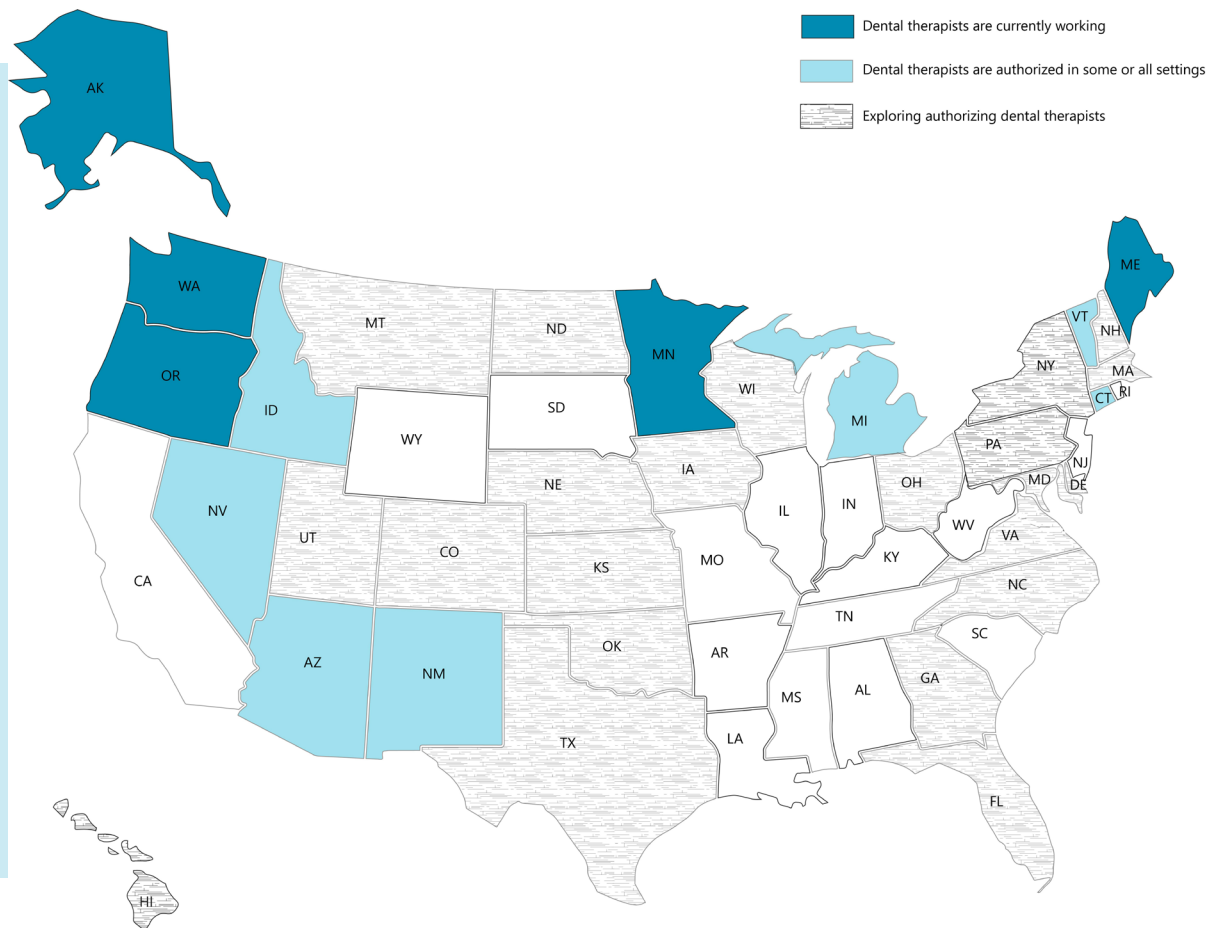 Dental therapists are currently working
Dental therapists are authorized in some or all settings
Exploring authorizing dental therapists
AK
WA
OR
ID
MT
ND
MN
SD
WY
NV
UT
CO
NE
KS
CA
AZ
NM
OK
TX
HI
IA
WI
MI
IL
IN
OH
MO
KY
WV
VA
TN
NC
SC
AR
LA
MS
AL
GA
FL
PA
NY
NJ
DE
MD
CT
RI
MA
VT
NH
ME